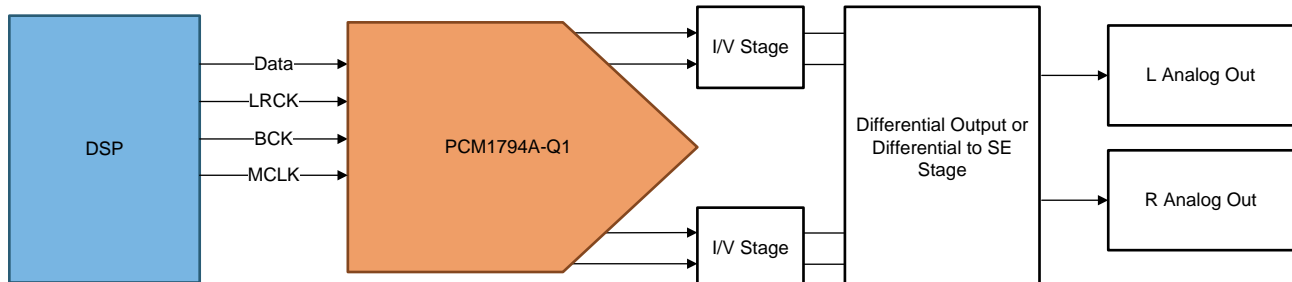 DSP
Data
LRCK
BCK
MCLK
PCM1794A-Q1
I/V Stage
I/V Stage
Differential Output or
Differential to SE
Stage
L Analog Out
R Analog Out